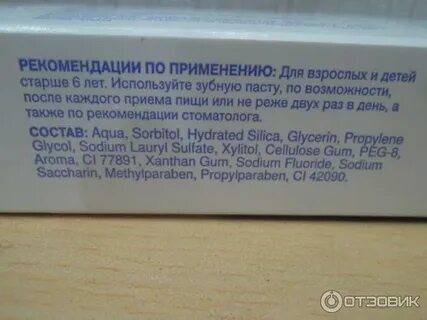 РЕКОМЕНДАЦИИ ПО ПРИМЕНЕНИЮ: Для взрослых и детей
старше 6 лет. Используйте зубную пасту, по возможности,
после каждого приема пищи или не реже двух раз в день, а
также по рекомендации стоматолога.
СОСТАВ: Aqua, Sorbitol, Hydrated Silica, Glycerin, Propylene
Glycol, Sodium Lauryl Sulfate, Xylitol, Cellulose Gum, PEG-8,
Aroma, CI 77891, Xanthan Gum, Sodium Fluoride, Sodium
Saccharin, Methylparaben, Propylparaben, CI 42090.
ОТЗОВИК